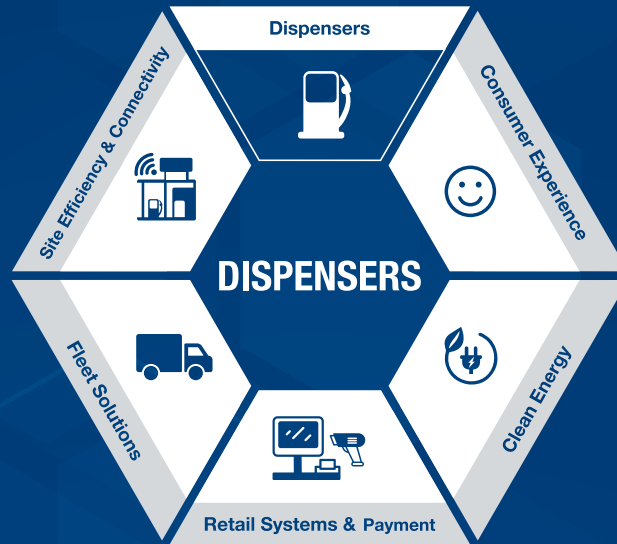 Dispensers
Site Efficiency & Connectivity
Consumer Experience
DISPENSERS
Fleet Solutions
Clean Energy
Retail Systems & Payment